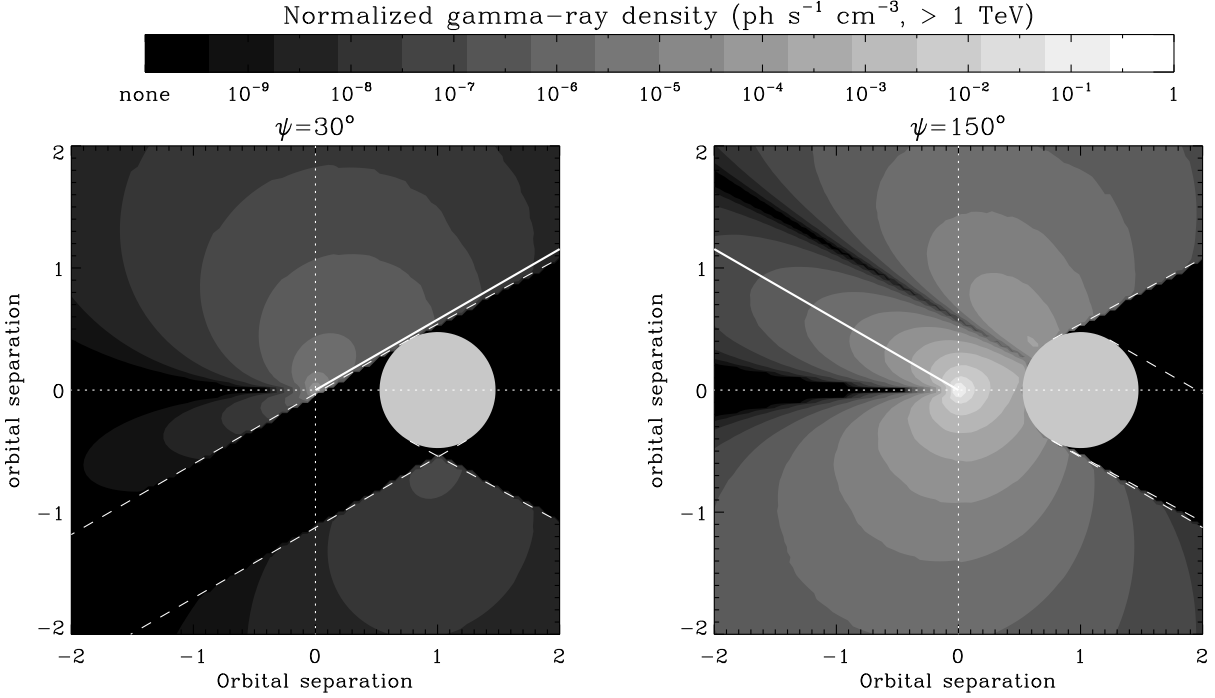 Normalized gamma−ray density (ph s⁻¹ cm⁻³, > 1 TeV)
none 10⁻⁹ 10⁻⁸ 10⁻⁷ 10⁻⁶ 10⁻⁵ 10⁻⁴ 10⁻³ 10⁻² 10⁻¹ 1
ψ=30°
2
1
0
−1
−2
orbital separation
−2 −1 0 1 2
Orbital separation
ψ=150°
2
1
0
−1
−2
orbital separation
−2 −1 0 1 2
Orbital separation